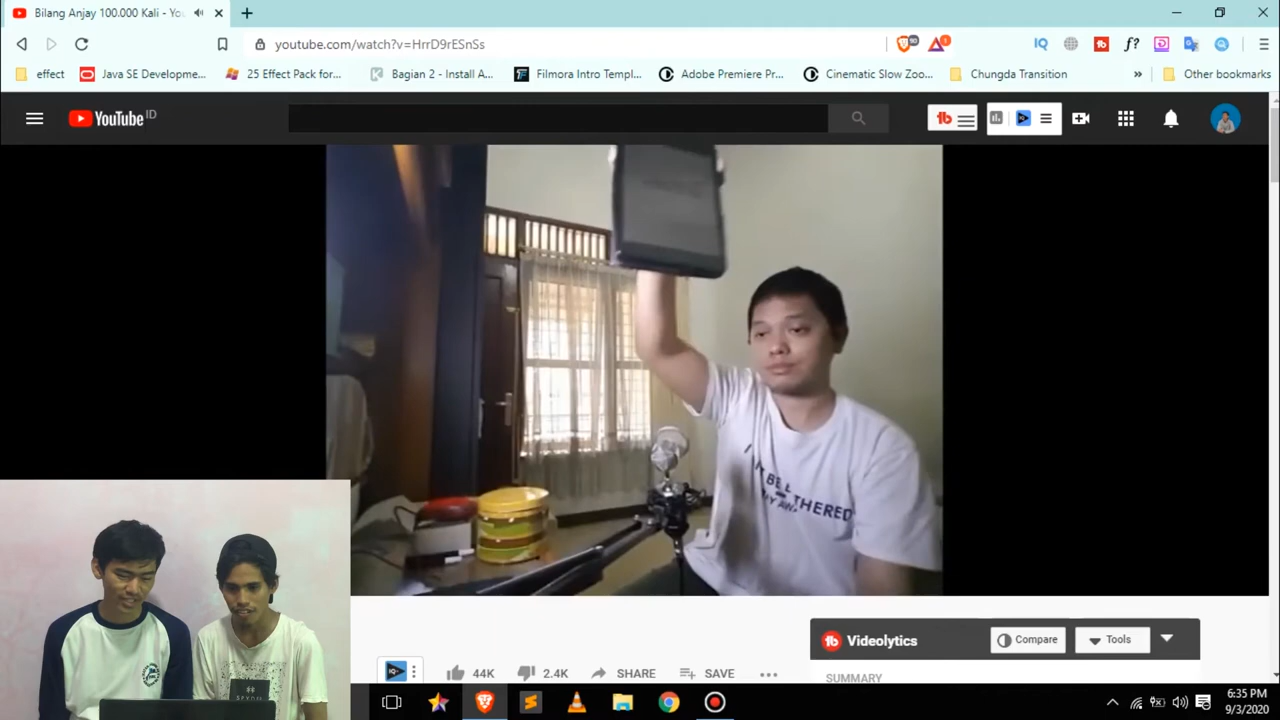 Bilang Anjay 100.000 Kali - You
youtube.com/watch?v=HrrD9rESnSs
effect
Java SE Developme...
25 Effect Pack for...
Bagian 2 - Install A...
Filmora Intro Templ...
Adobe Premiere Pr...
Cinematic Slow Zoo...
Chungda Transition
Other bookmarks
YouTube ID
44K
2.4K
SHARE
SAVE
Videolytics
Compare
Tools
SUMMARY
6:35 PM
9/3/2020